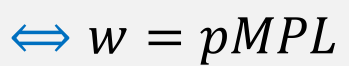 ⟺ w = pMPL